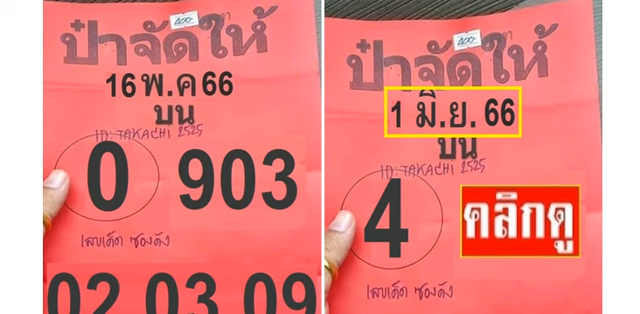 ป๋าจัดให้
16 พ.ค 66
บน
ID: TAKACHI 2525
0 903
เลขเด็ด ซองดัง
02 03 09
ป๋าจัดให้
1 มิ.ย. 66
บน
ID: TAKACHI 2525
4 คลิกดู
เลขเด็ด ซองดัง